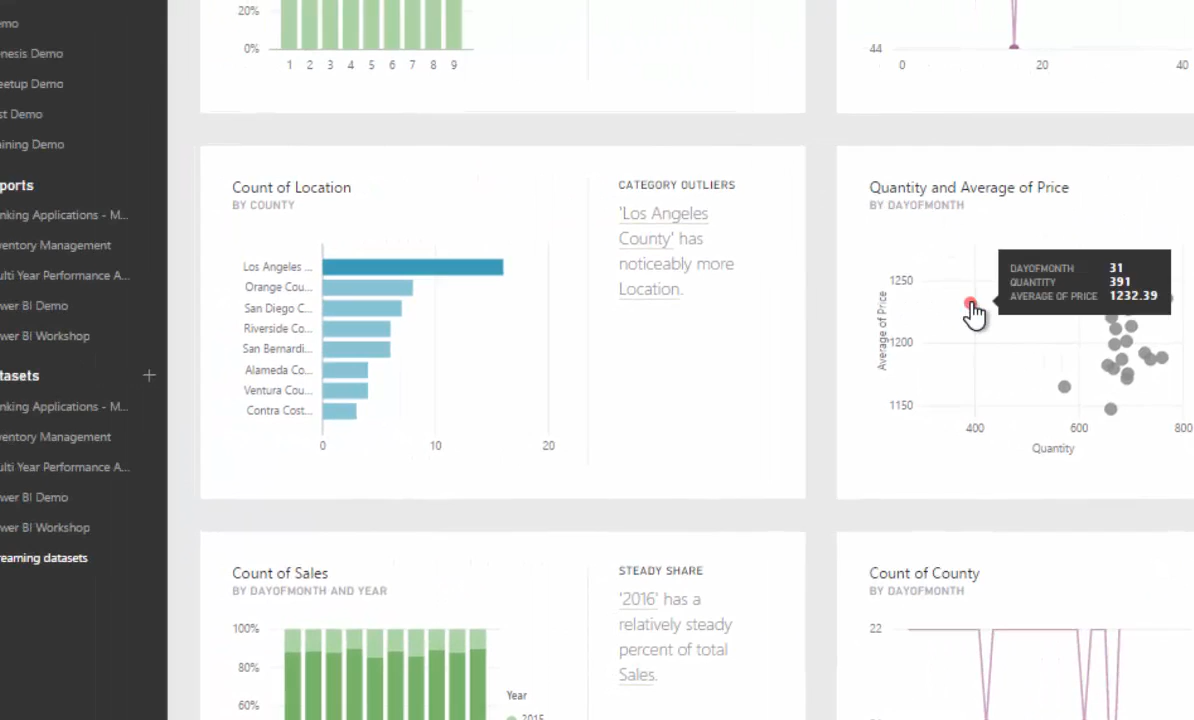 emo
enesis Demo
eetup Demo
st Demo
aining Demo
ports
nking Applications - M...
ventory Management
ulti Year Performance A...
wer BI Demo
wer BI Workshop
tasets
+
nking Applications - M...
ventory Management
ulti Year Performance A...
wer BI Demo
wer BI Workshop
reaming datasets
20%
0%
1 2 3 4 5 6 7 8 9
44
0 20 40
Count of Location
BY COUNTY
Los Angeles ...
Orange Cou...
San Diego C...
Riverside Co...
San Bernardi...
Alameda Co...
Ventura Cou...
Contra Cost...
0 10 20
CATEGORY OUTLIERS
'Los Angeles
County' has
noticeably more
Location.
Quantity and Average of Price
BY DAYOFMONTH
DAYOFMONTH 31
QUANTITY 391
AVERAGE OF PRICE 1232.39
Average of Price
1250
1200
1150
400 600 800
Quantity
Count of Sales
BY DAYOFMONTH AND YEAR
100%
80%
60%
Year
2015
STEADY SHARE
'2016' has a
relatively steady
percent of total
Sales.
Count of County
BY DAYOFMONTH
22